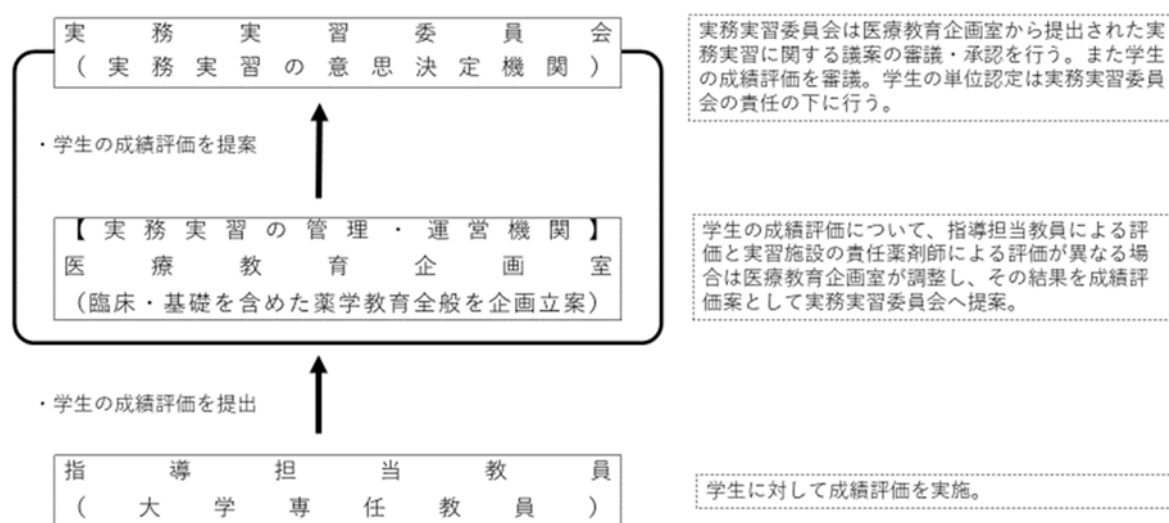 実務実習委員会
(実務実習の意思決定機関)
実務実習委員会は医療教育企画室から提出された実
務実習に関する議案の審議・承認を行う。また学生
の成績評価を審議。学生の単位認定は実務実習委員
会の責任の下に行う。
・学生の成績評価を提案
【実務実習の管理・運営機関】
医療教育企画室
(臨床・基礎を含めた薬学教育全般を企画立案)
学生の成績評価について、指導担当教員による評
価と実習施設の責任薬剤師による評価が異なる場
合は医療教育企画室が調整し、その結果を成績評
価案として実務実習委員会へ提案。
・学生の成績評価を提出
指導担当教員
(大学専任教員)
学生に対して成績評価を実施。